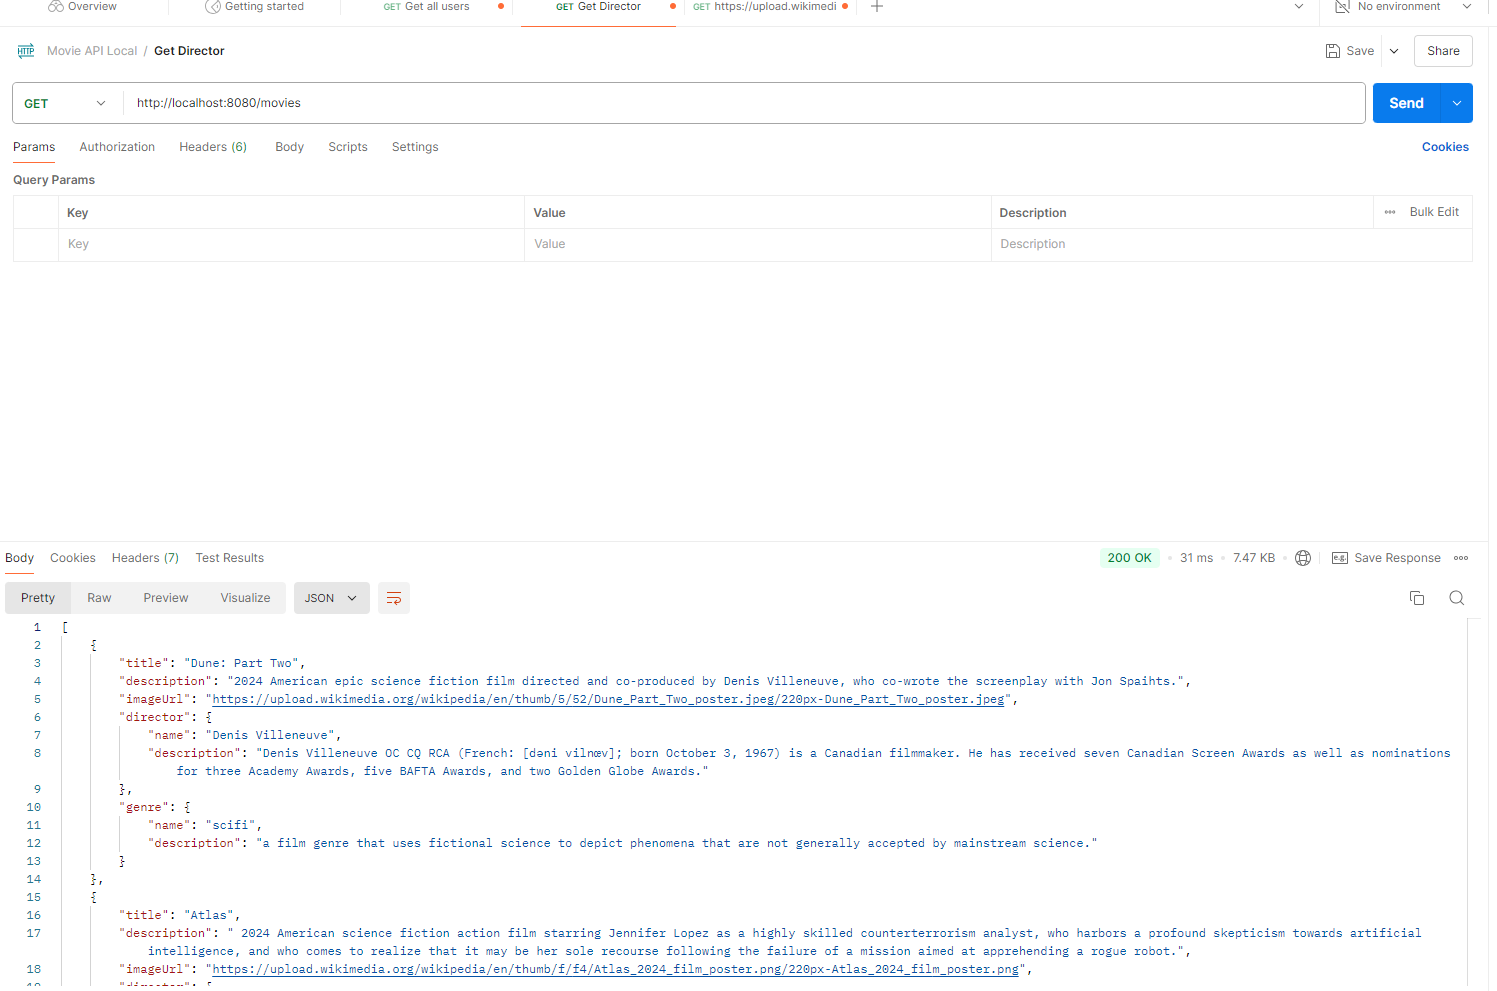 Overview
Getting started
GET Get all users
GET Get Director
GET https://upload.wikimedi
No environment
HTTP Movie API Local / Get Director
Save
Share
GET
http://localhost:8080/movies
Send
Params
Authorization
Headers (6)
Body
Scripts
Settings
Cookies
Query Params
Key Value Description Bulk Edit
Key Value Description
Body
Cookies
Headers (7)
Test Results
200 OK
31 ms
7.47 KB
e.g. Save Response
Pretty
Raw
Preview
Visualize
JSON
1 [
2 {
3 "title": "Dune: Part Two",
4 "description": "2024 American epic science fiction film directed and co-produced by Denis Villeneuve, who co-wrote the screenplay with Jon Spaihts.",
5 "imageUrl": "https://upload.wikimedia.org/wikipedia/en/thumb/5/52/Dune_Part_Two_poster.jpeg/220px-Dune_Part_Two_poster.jpeg",
6 "director": {
7 "name": "Denis Villeneuve",
8 "description": "Denis Villeneuve OC CQ RCA (French: [dəni vilnœv]; born October 3, 1967) is a Canadian filmmaker. He has received seven Canadian Screen Awards as well as nominations
for three Academy Awards, five BAFTA Awards, and two Golden Globe Awards."
9 },
10 "genre": {
11 "name": "scifi",
12 "description": "a film genre that uses fictional science to depict phenomena that are not generally accepted by mainstream science."
13 }
14 },
15 {
16 "title": "Atlas",
17 "description": " 2024 American science fiction action film starring Jennifer Lopez as a highly skilled counterterrorism analyst, who harbors a profound skepticism towards artificial
intelligence, and who comes to realize that it may be her sole recourse following the failure of a mission aimed at apprehending a rogue robot.",
18 "imageUrl": "https://upload.wikimedia.org/wikipedia/en/thumb/f/f4/Atlas_2024_film_poster.png/220px-Atlas_2024_film_poster.png",
19 "director": {